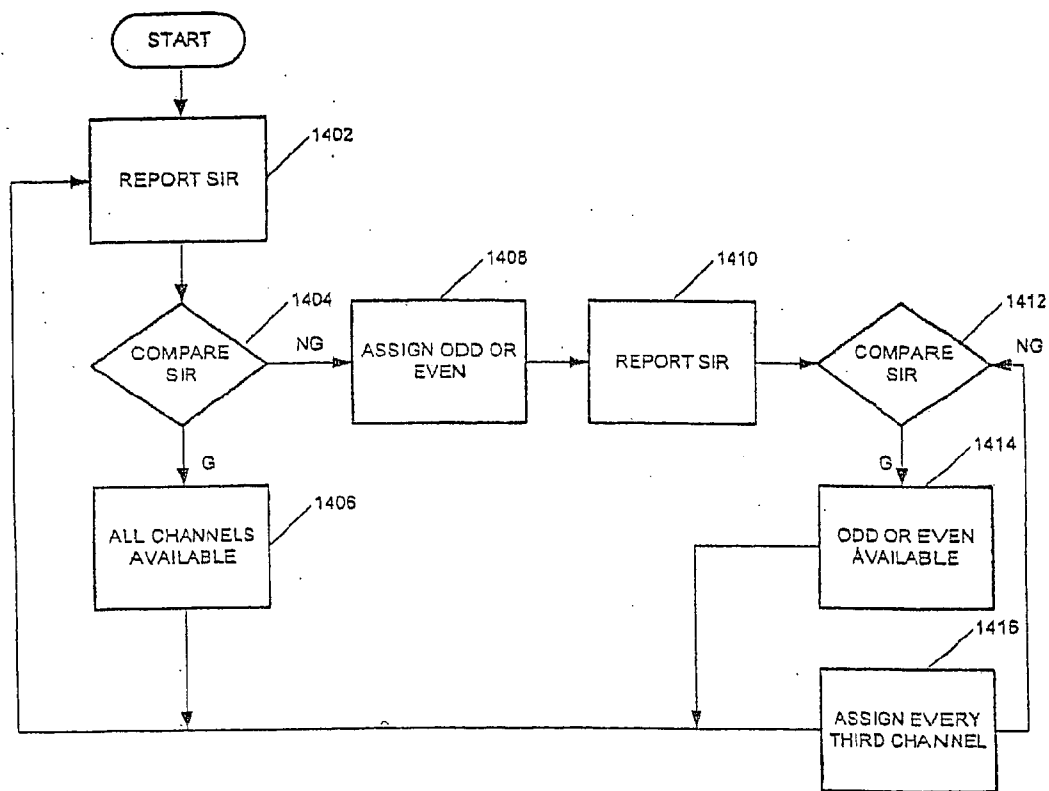 START
1402
REPORT SIR
1404
COMPARE
SIR
NG
1408
ASSIGN ODD OR
EVEN
1410
REPORT SIR
1412
COMPARE
SIR
NG
G
1406
ALL CHANNELS
AVAILABLE
G
1414
ODD OR EVEN
AVAILABLE
1416
ASSIGN EVERY
THIRD CHANNEL